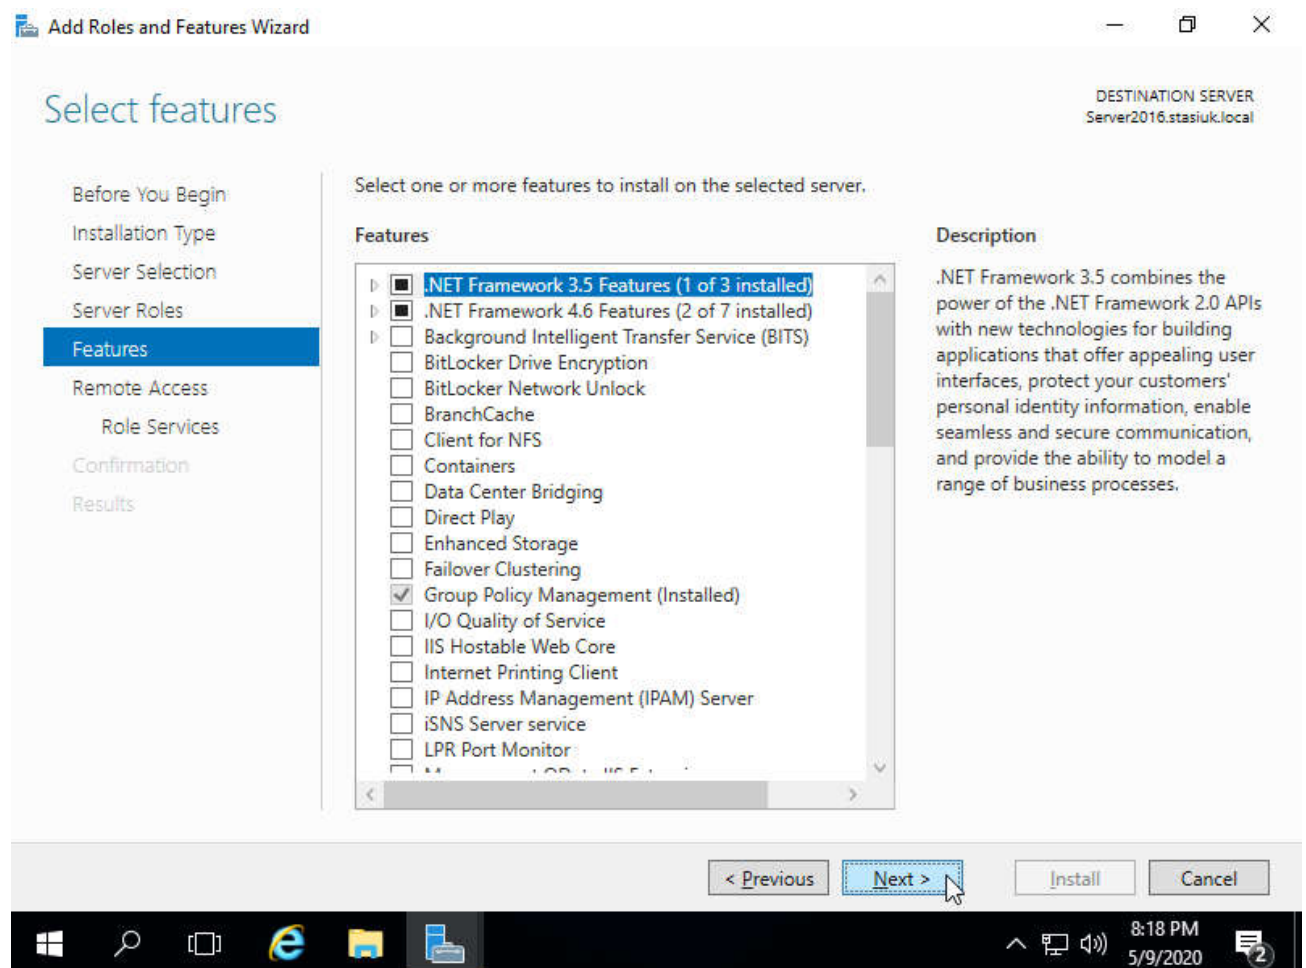 Add Roles and Features Wizard
Select features
DESTINATION SERVER
Server2016.stasiuk.local
Before You Begin
Installation Type
Server Selection
Server Roles
Features
Remote Access
Role Services
Confirmation
Results
Select one or more features to install on the selected server.
Features
.NET Framework 3.5 Features (1 of 3 installed)
.NET Framework 4.6 Features (2 of 7 installed)
Background Intelligent Transfer Service (BITS)
BitLocker Drive Encryption
BitLocker Network Unlock
BranchCache
Client for NFS
Containers
Data Center Bridging
Direct Play
Enhanced Storage
Failover Clustering
Group Policy Management (Installed)
I/O Quality of Service
IIS Hostable Web Core
Internet Printing Client
IP Address Management (IPAM) Server
iSNS Server service
LPR Port Monitor
Description
.NET Framework 3.5 combines the
power of the .NET Framework 2.0 APIs
with new technologies for building
applications that offer appealing user
interfaces, protect your customers'
personal identity information, enable
seamless and secure communication,
and provide the ability to model a
range of business processes.
< Previous
Next >
Install
Cancel
8:18 PM
5/9/2020
2